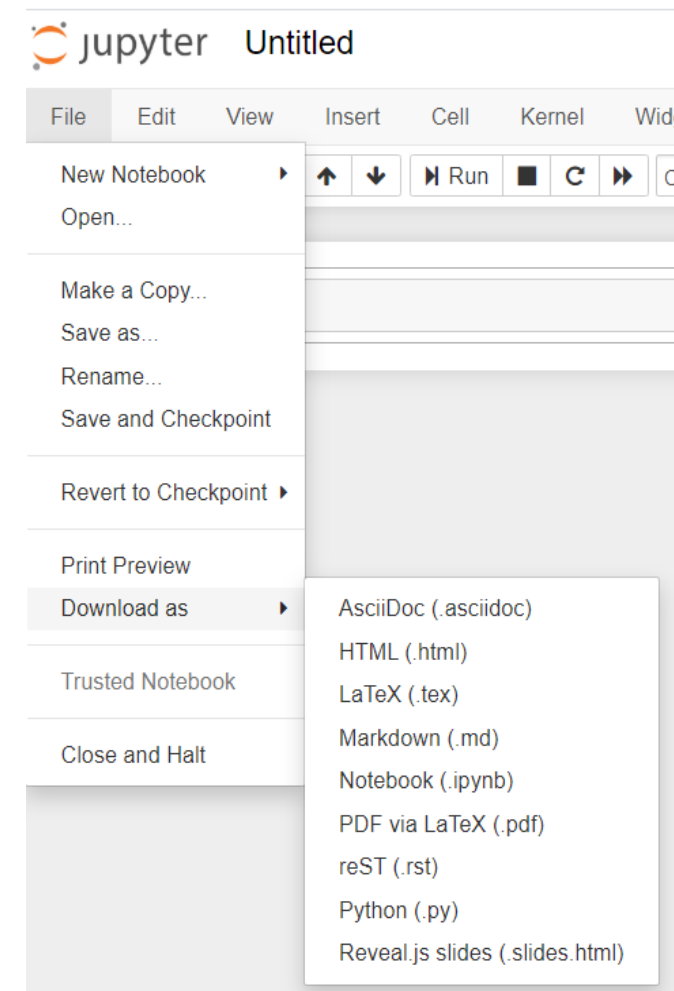 jupyter Untitled
File Edit View Insert Cell Kernel
New Notebook
Run
Open...
Make a Copy...
Save as...
Rename...
Save and Checkpoint
Revert to Checkpoint
Print Preview
Download as
AsciiDoc (.asciidoc)
HTML (.html)
LaTeX (.tex)
Trusted Notebook
Markdown (.md)
Close and Halt
Notebook (.ipynb)
PDF via LaTeX (.pdf)
reST (.rst)
Python (.py)
Reveal.js slides (.slides.html)